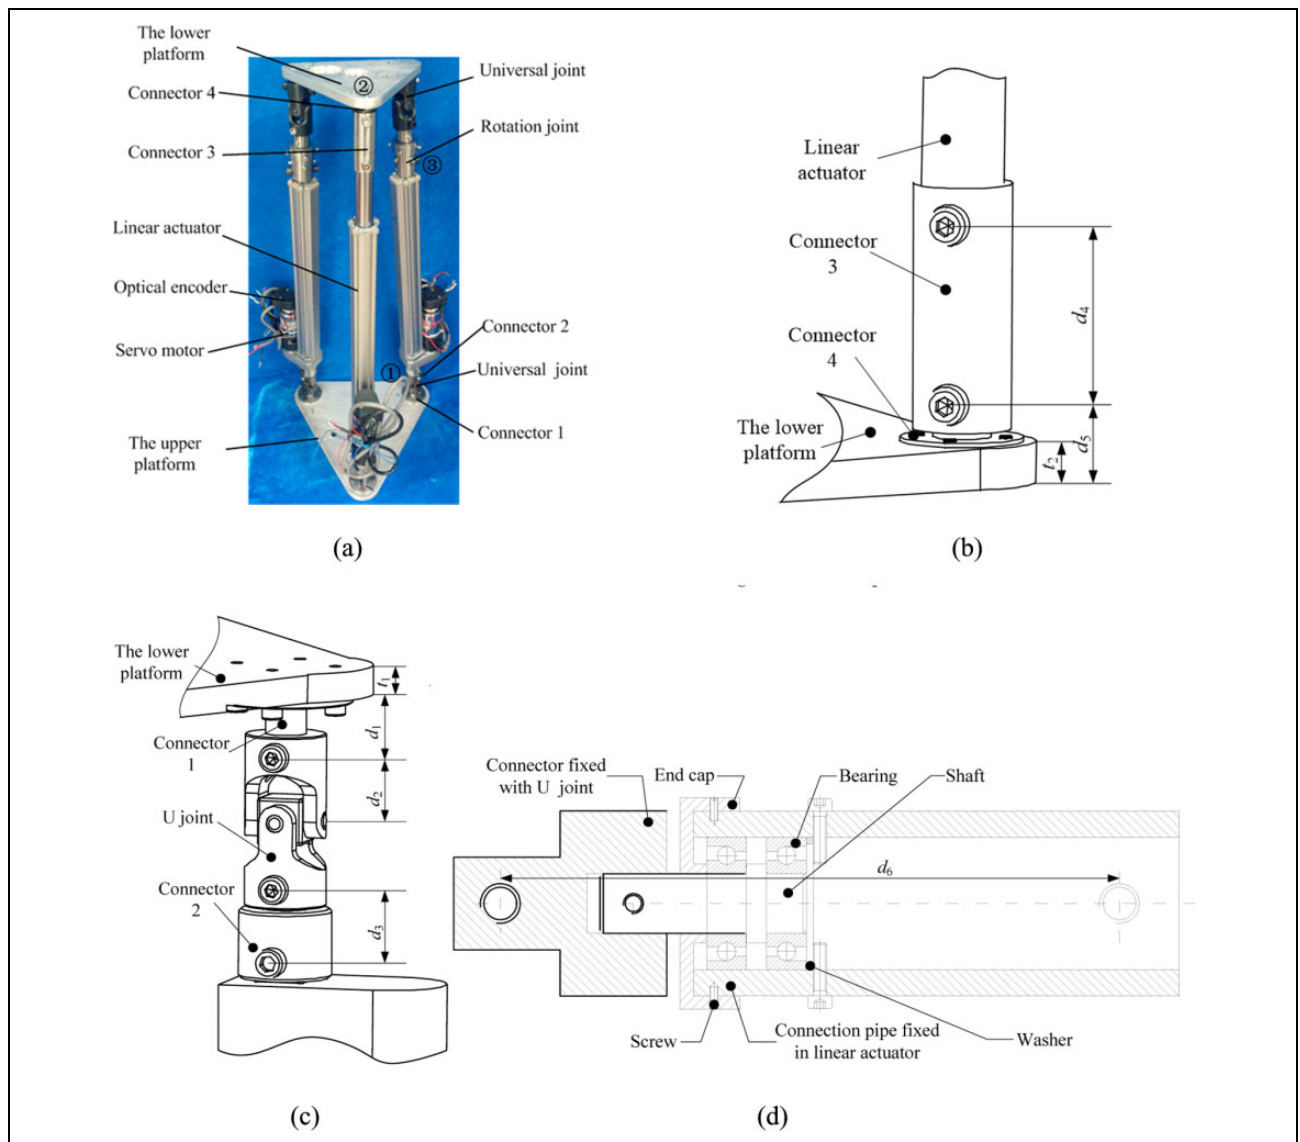 The lower
platform
Connector 4
Connector 3
Linear actuator
Optical encoder
Servo motor
The upper
platform
②
Universal joint
Rotation joint
③
Connector 2
①
Universal joint
Connector 1
(a)
Linear
actuator
Connector
3
Connector
4
The lower
platform
d4
d5
t2
(b)
The lower
platform
Connector
1
U joint
Connector
2
t1
d1
d2
d3
(c)
Connector fixed
with U joint
End cap
Bearing
Shaft
d6
Screw
Connection pipe fixed
in linear actuator
Washer
(d)